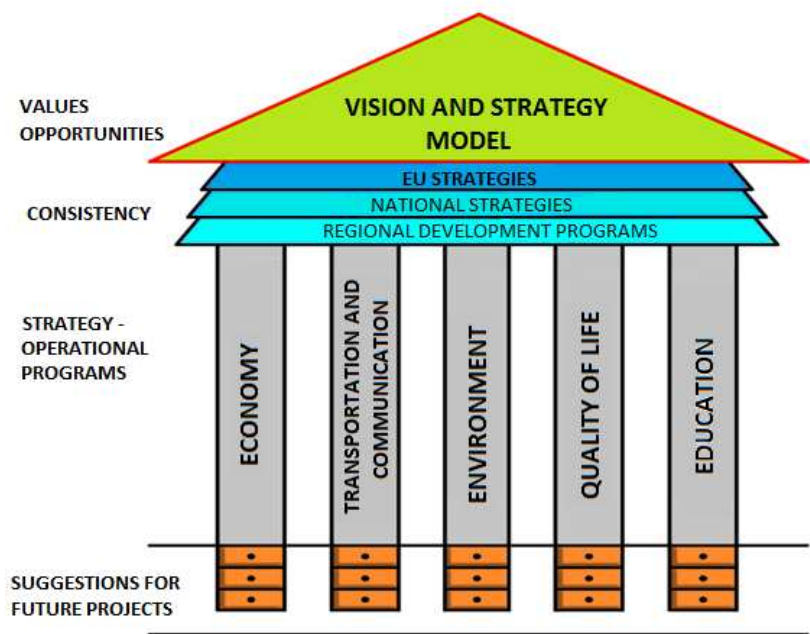 VALUES
OPPORTUNITIES
VISION AND STRATEGY
MODEL
EU STRATEGIES
CONSISTENCY
NATIONAL STRATEGIES
REGIONAL DEVELOPMENT PROGRAMS
STRATEGY -
OPERATIONAL
PROGRAMS
ECONOMY
TRANSPORTATION AND
COMMUNICATION
ENVIRONMENT
QUALITY OF LIFE
EDUCATION
SUGGESTIONS FOR
FUTURE PROJECTS